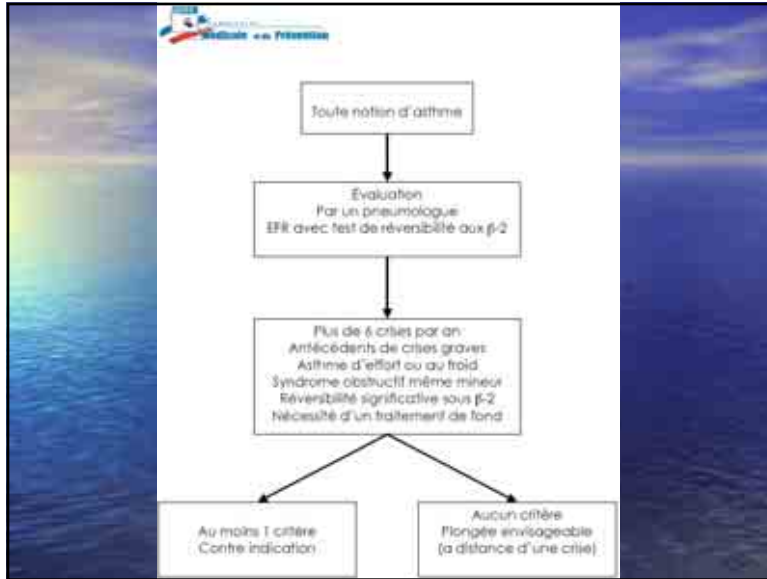 Médicale et de Prévention
Toute notion d'asthme
Évaluation
Par un pneumologue
EFR avec test de réversibilité aux β-2
Plus de 6 crises par an
Antécédents de crises graves
Asthme d'effort ou au froid
Syndrome obstructif même mineur
Réversibilité significative sous β-2
Nécessité d'un traitement de fond
Au moins 1 critère
Contre indication
Aucun critère
Plongée envisageable
(a distance d'une crise)